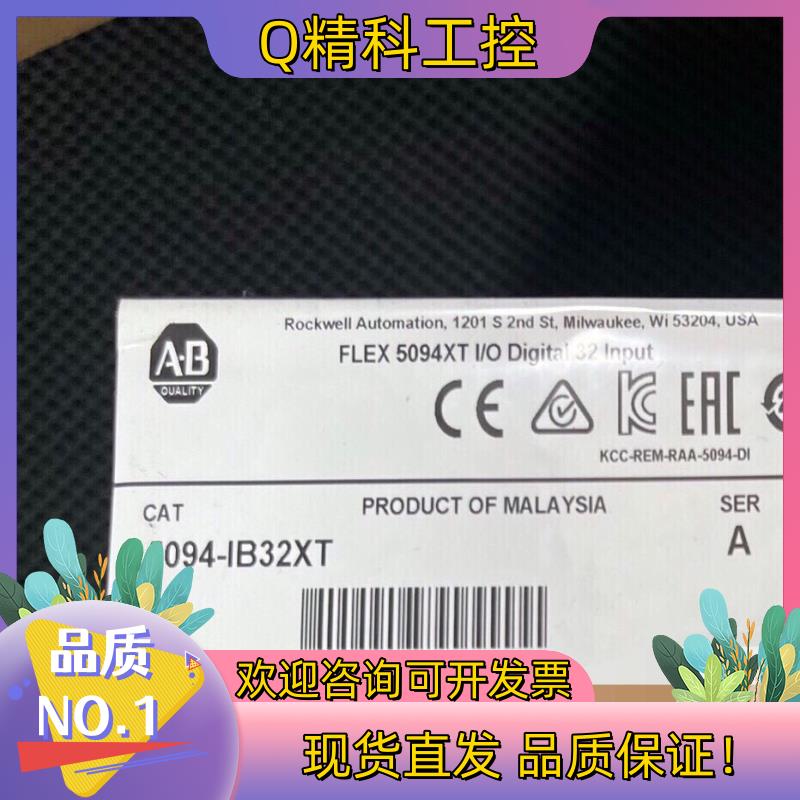 Q精科工控
Rockwell Automation, 1201 S 2nd St, Milwaukee, Wi 53204, USA
A-B
QUALITY
FLEX 5094XT I/O Digital 32 Input
CE
EAC
KCC-REM-RAA-5094-DI
CAT
PRODUCT OF MALAYSIA
SER
094-IB32XT
A
品质
NO.1
欢迎咨询可开发票
现货直发 品质保证!